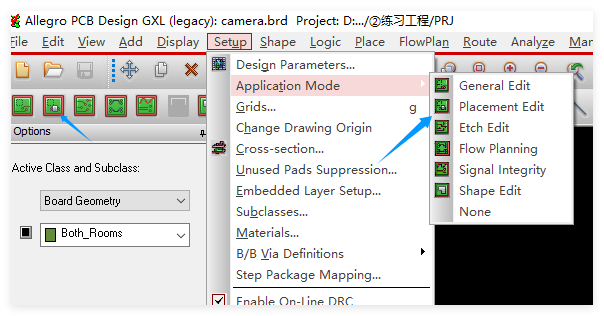 Allegro PCB Design GXL (legacy): camera.brd Project: D:.../②练习工程/PRJ
File Edit View Add Display Setup Shape Logic Place FlowPlan Route Analyze Manu
Options
Active Class and Subclass:
Board Geometry
Both_Rooms
Design Parameters...
Application Mode
Grids... g
Change Drawing Origin
Cross-section...
Unused Pads Suppression...
Embedded Layer Setup...
Subclasses...
Materials...
B/B Via Definitions
Step Package Mapping...
Enable On-Line DRC
General Edit
Placement Edit
Etch Edit
Flow Planning
Signal Integrity
Shape Edit
None